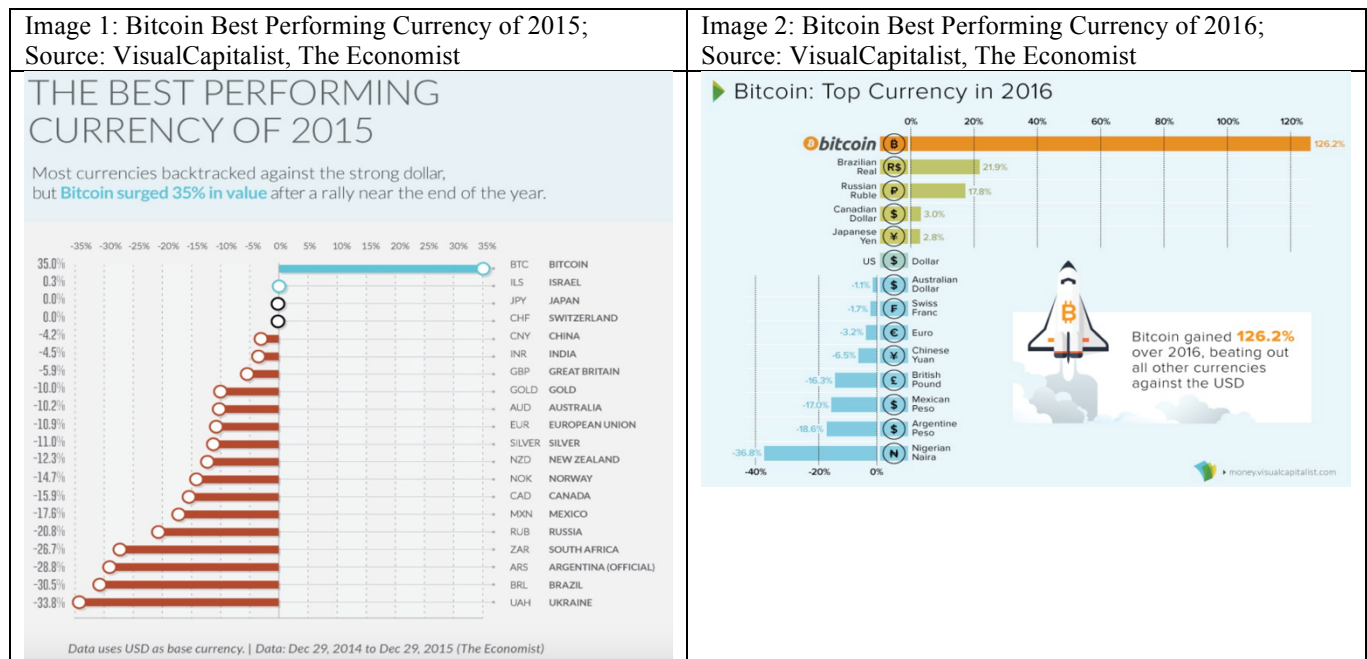 Image 1: Bitcoin Best Performing Currency of 2015;
Source: VisualCapitalist, The Economist
THE BEST PERFORMING
CURRENCY OF 2015
Most currencies backtracked against the strong dollar,
but Bitcoin surged 35% in value after a rally near the end of the year.
-35% -30% -25% -20% -15% -10% -5% 0% 5% 10% 15% 20% 25% 30% 35%
35.0% BTC BITCOIN
0.3% ILS ISRAEL
0.0% JPY JAPAN
0.0% CHF SWITZERLAND
-4.2% CNY CHINA
-4.5% INR INDIA
-5.9% GBP GREAT BRITAIN
-10.0% GOLD GOLD
-10.2% AUD AUSTRALIA
-10.9% EUR EUROPEAN UNION
-11.0% SILVER SILVER
-12.3% NZD NEW ZEALAND
-14.7% NOK NORWAY
-15.9% CAD CANADA
-17.6% MXN MEXICO
-20.8% RUB RUSSIA
-26.7% ZAR SOUTH AFRICA
-28.8% ARS ARGENTINA (OFFICIAL)
-30.5% BRL BRAZIL
-33.8% UAH UKRAINE
Data uses USD as base currency. | Data: Dec 29, 2014 to Dec 29, 2015 (The Economist)
Image 2: Bitcoin Best Performing Currency of 2016;
Source: VisualCapitalist, The Economist
Bitcoin: Top Currency in 2016
0% 20% 40% 60% 80% 100% 120%
bitcoin 126.2%
Brazilian
Real R$ 21.9%
Russian
Ruble ₽ 17.8%
Canadian
Dollar $ 3.0%
Japanese
Yen ¥ 2.8%
US $ Dollar
-1.1% $ Australian
Dollar
-1.7% F Swiss
Franc
-3.2% € Euro
-6.5% ¥ Chinese
Yuan
-16.3% £ British
Pound
-17.0% $ Mexican
Peso
-18.6% $ Argentine
Peso
-36.8% ₦ Nigerian
Naira
-40% -20% 0%
Bitcoin gained 126.2%
over 2016, beating out
all other currencies
against the USD
money.visualcapitalist.com